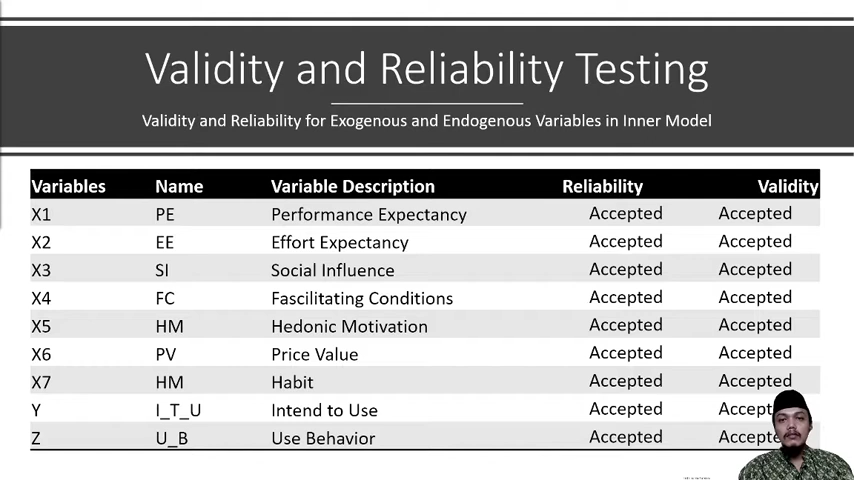 Validity and Reliability Testing
Validity and Reliability for Exogenous and Endogenous Variables in Inner Model
Variables Name Variable Description Reliability Validity
X1 PE Performance Expectancy Accepted Accepted
X2 EE Effort Expectancy Accepted Accepted
X3 SI Social Influence Accepted Accepted
X4 FC Fascilitating Conditions Accepted Accepted
X5 HM Hedonic Motivation Accepted Accepted
X6 PV Price Value Accepted Accepted
X7 HM Habit Accepted Accepted
Y I_T_U Intend to Use Accepted Accept
Z U_B Use Behavior Accepted Accepte